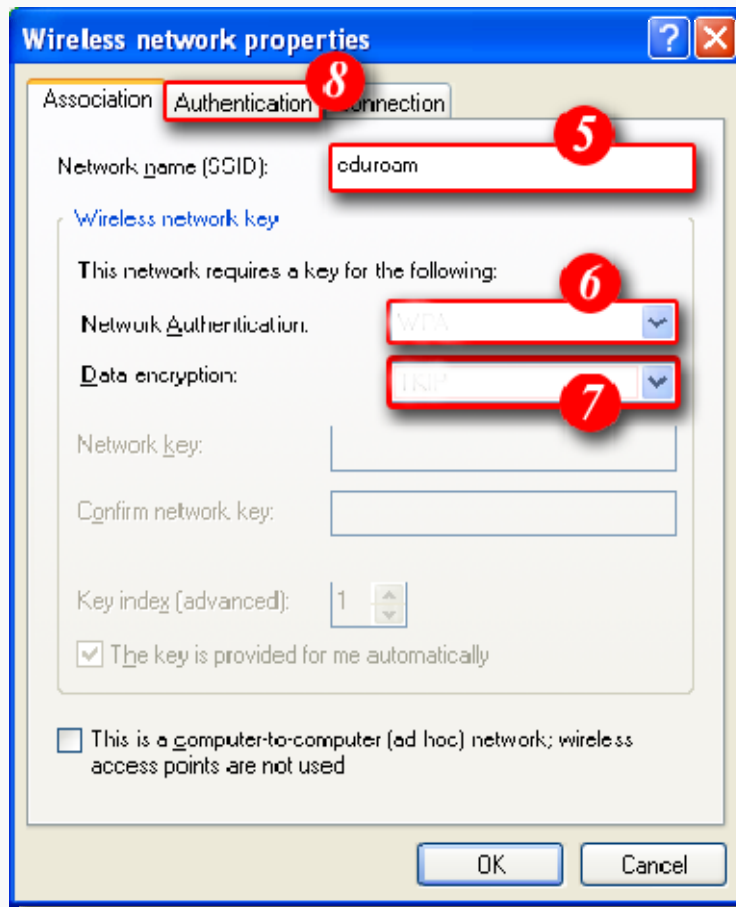 Wireless network properties
8
Association Authentication Connection
5
Network name (SSID): eduroam
Wireless network key
This network requires a key for the following:
6
Network Authentication: WPA
Data encryption: TKIP
7
Network key:
Confirm network key:
Key index (advanced): 1
The key is provided for me automatically
This is a computer-to-computer (ad hoc) network; wireless
access points are not used
OK Cancel